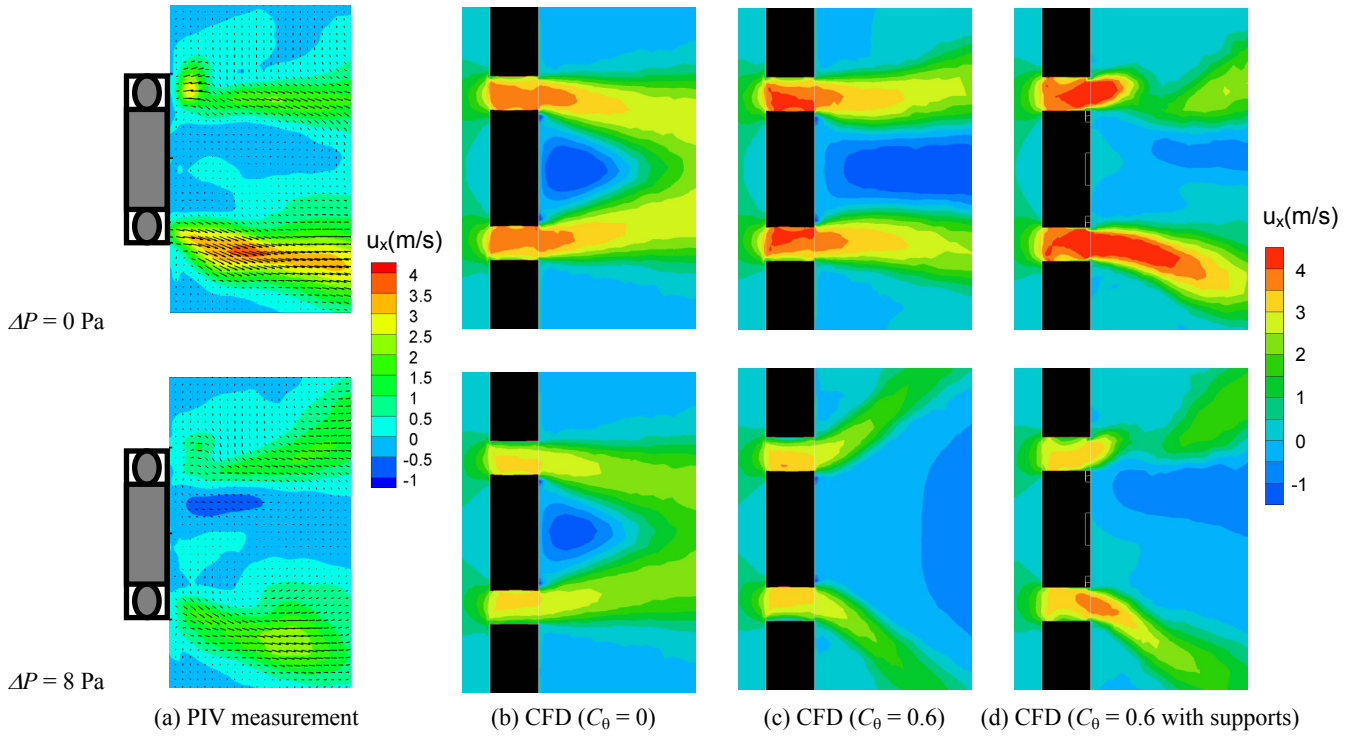 u_x(m/s)
4
3.5
3
2.5
2
1.5
1
0.5
0
-0.5
-1
u_x(m/s)
4
3
2
1
0
-1
ΔP = 0 Pa
ΔP = 8 Pa
(a) PIV measurement
(b) CFD (C_θ = 0)
(c) CFD (C_θ = 0.6)
(d) CFD (C_θ = 0.6 with supports)